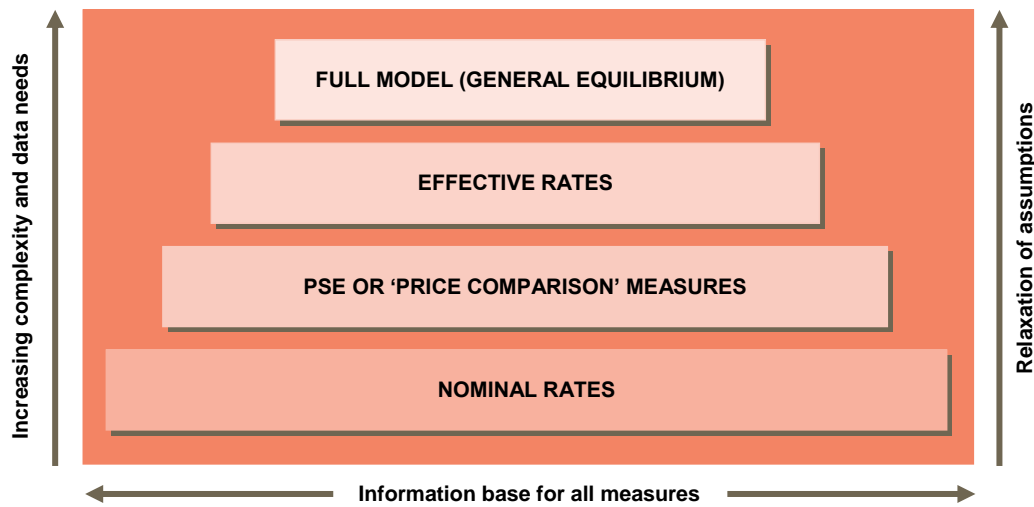 Increasing complexity and data needs
FULL MODEL (GENERAL EQUILIBRIUM)
EFFECTIVE RATES
PSE OR ‘PRICE COMPARISON’ MEASURES
NOMINAL RATES
Relaxation of assumptions
Information base for all measures